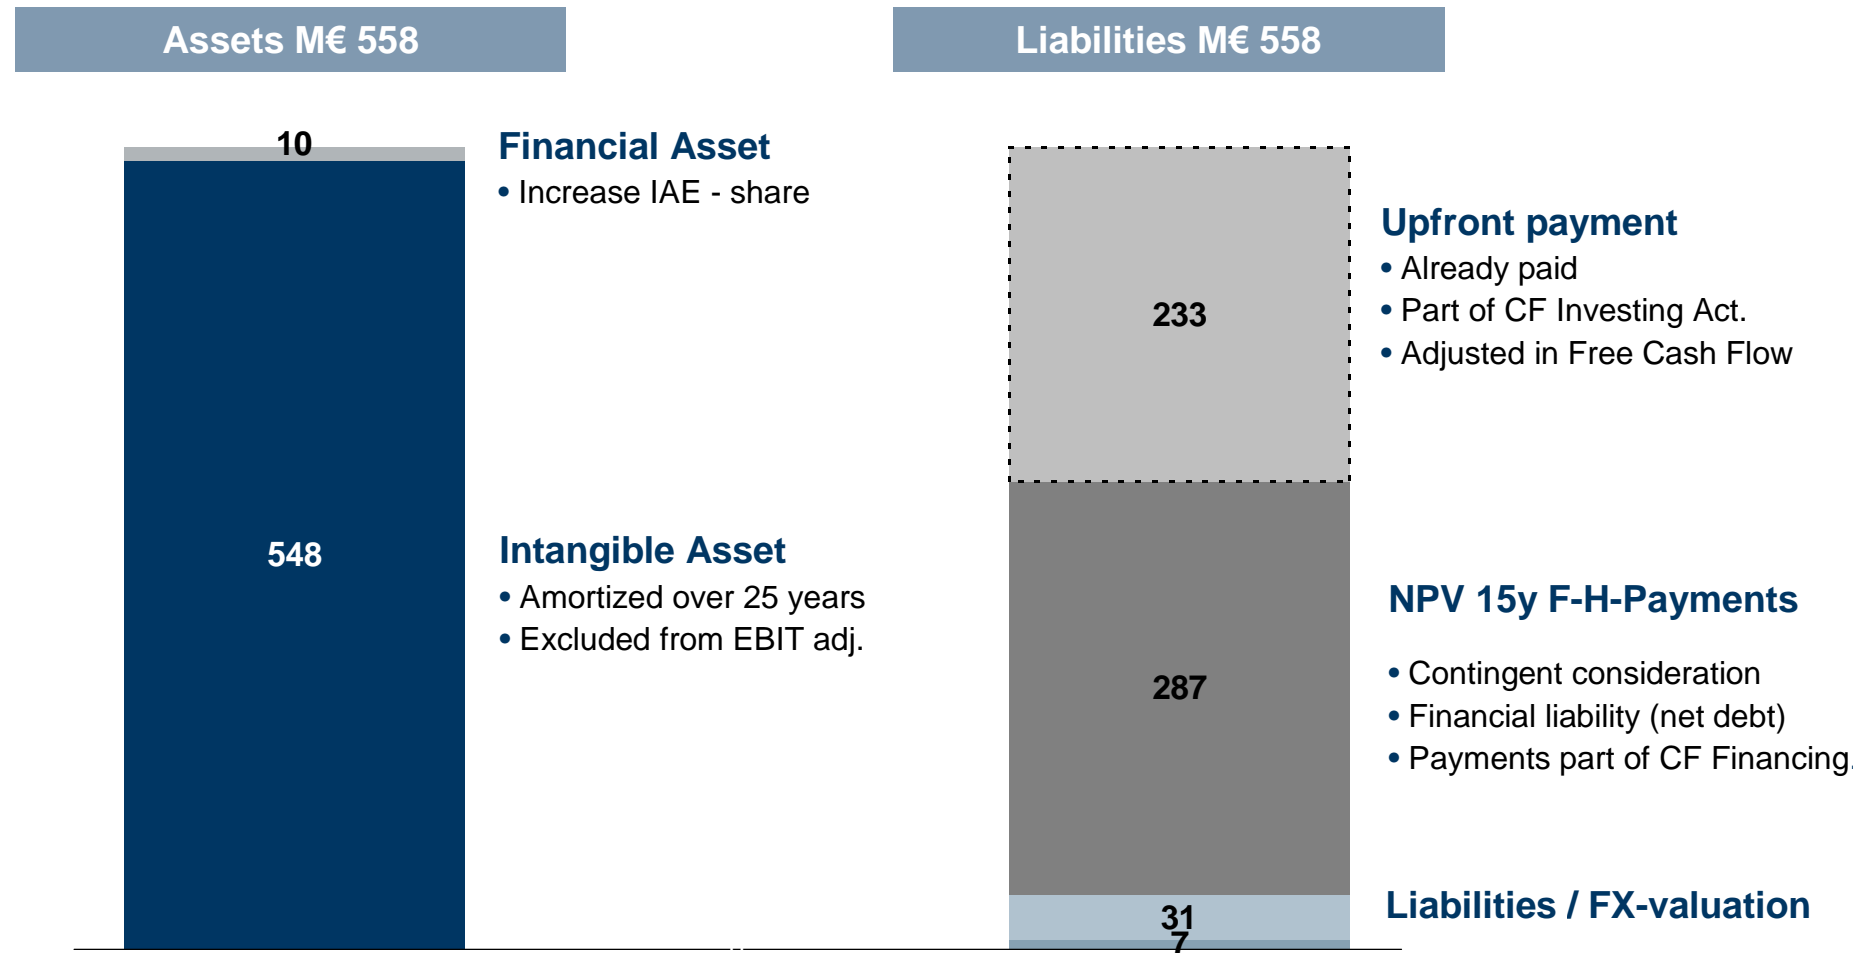 Assets M€ 558
Liabilities M€ 558
10
Financial Asset
• Increase IAE - share
548
Intangible Asset
• Amortized over 25 years
• Excluded from EBIT adj.
233
Upfront payment
• Already paid
• Part of CF Investing Act.
• Adjusted in Free Cash Flow
287
NPV 15y F-H-Payments
• Contingent consideration
• Financial liability (net debt)
• Payments part of CF Financing.
31
7
Liabilities / FX-valuation